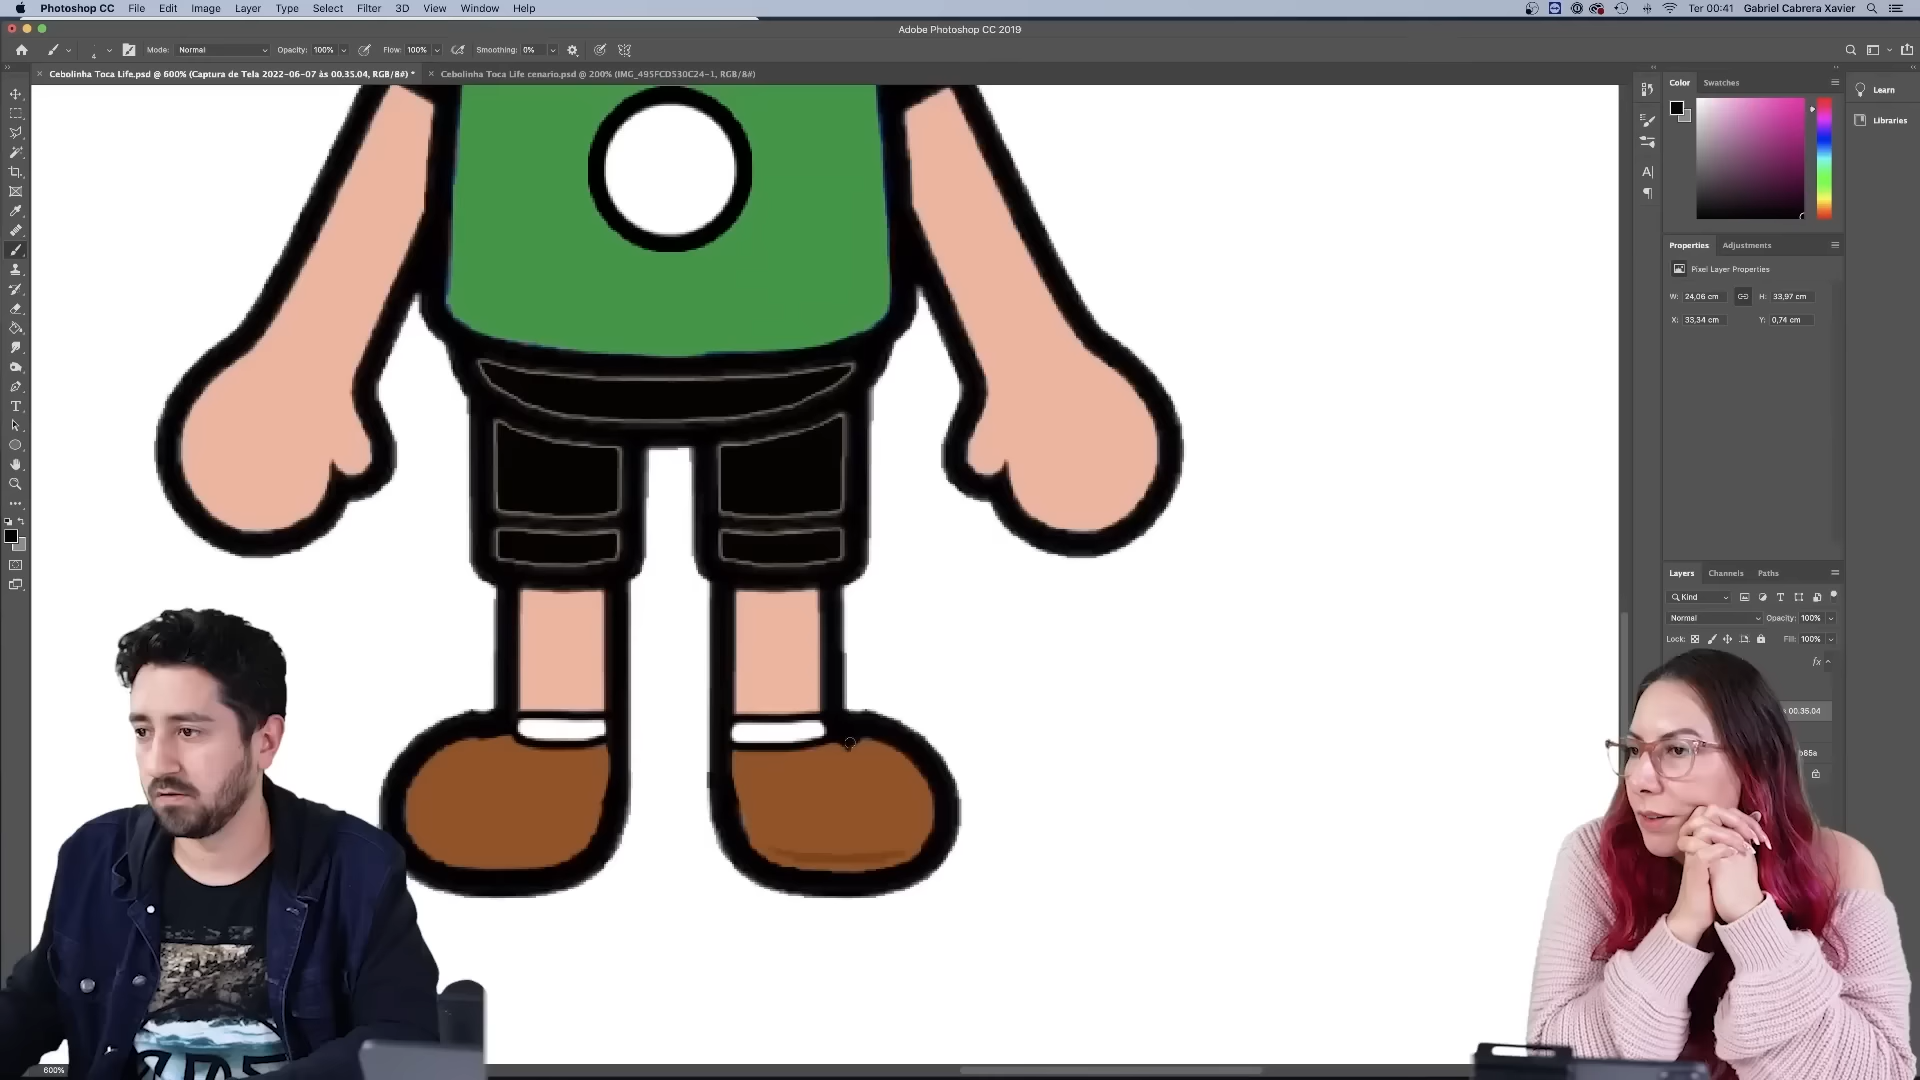 Photoshop CC File Edit Image Layer Type Select Filter 3D View Window Help Ter 00:41 Gabriel Cabrera Xavier
Adobe Photoshop CC 2019
Mode: Normal Opacity: 100% Flow: 100% Smoothing: 0%
Cebolinha Toca Life.psd @ 600% (Captura de Tela 2022-06-07 às 00.35.04, RGB/8#) * Cebolinha Toca Life cenario.psd @ 200% (IMG_495FCD530C24-1, RGB/8#)
Color Swatches
Learn
Libraries
Properties Adjustments
Pixel Layer Properties
W: 24,06 cm H: 33,97 cm
X: 33,34 cm Y: 0,74 cm
Layers Channels Paths
Kind
Normal Opacity: 100%
Lock: Fill: 100%
fx
00.35.04
b85a
600%